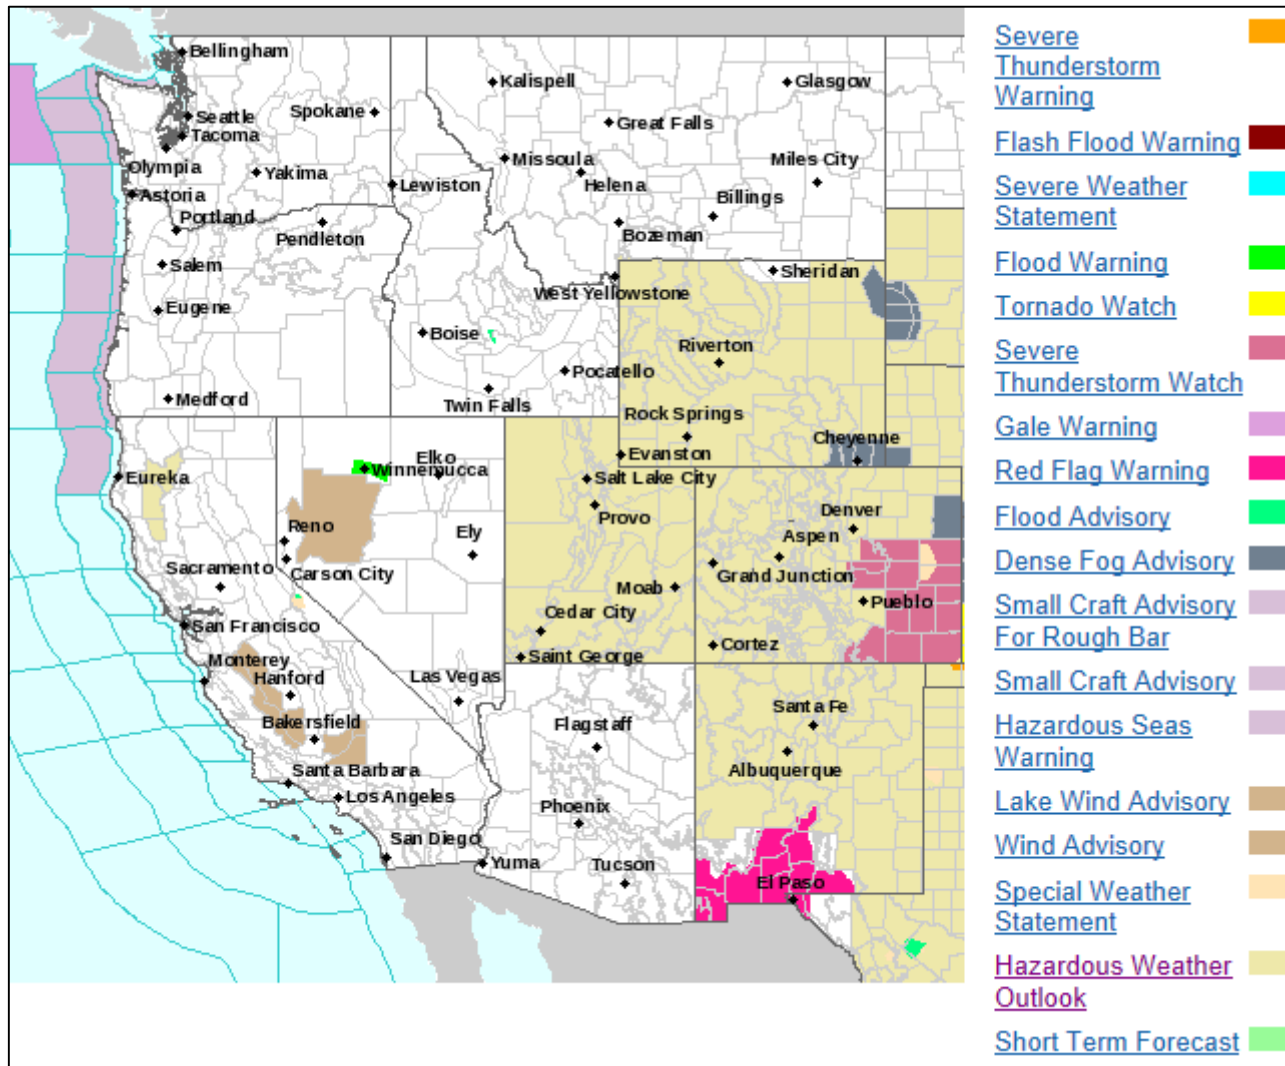 Bellingham
Kalispell
Glasgow
Spokane
Seattle
Great Falls
Tacoma
Olympia
Missoula
Miles City
Yakima
Helena
Lewiston
Astoria
Billings
Portland
Pendleton
Bozeman
Salem
Sheridan
West Yellowstone
Eugene
Boise
Riverton
Pocatello
Medford
Twin Falls
Rock Springs
Cheyenne
Elko
Evanston
Winnemucca
Eureka
Salt Lake City
Provo
Denver
Reno
Ely
Aspen
Sacramento
Carson City
Grand Junction
Moab
Pueblo
Cedar City
San Francisco
Cortez
Saint George
Monterey
Hanford
Las Vegas
Santa Fe
Bakersfield
Flagstaff
Albuquerque
Santa Barbara
Los Angeles
Phoenix
San Diego
Yuma
Tucson
El Paso
Severe
Thunderstorm
Warning
Flash Flood Warning
Severe Weather
Statement
Flood Warning
Tornado Watch
Severe
Thunderstorm Watch
Gale Warning
Red Flag Warning
Flood Advisory
Dense Fog Advisory
Small Craft Advisory
For Rough Bar
Small Craft Advisory
Hazardous Seas
Warning
Lake Wind Advisory
Wind Advisory
Special Weather
Statement
Hazardous Weather
Outlook
Short Term Forecast